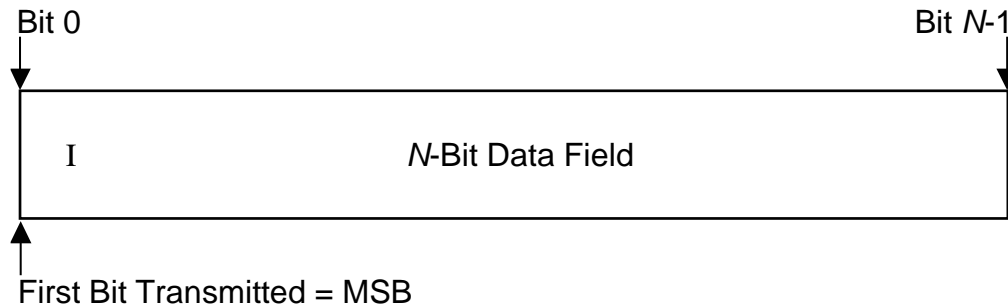 Bit 0
Bit N-1
I
N-Bit Data Field
First Bit Transmitted = MSB